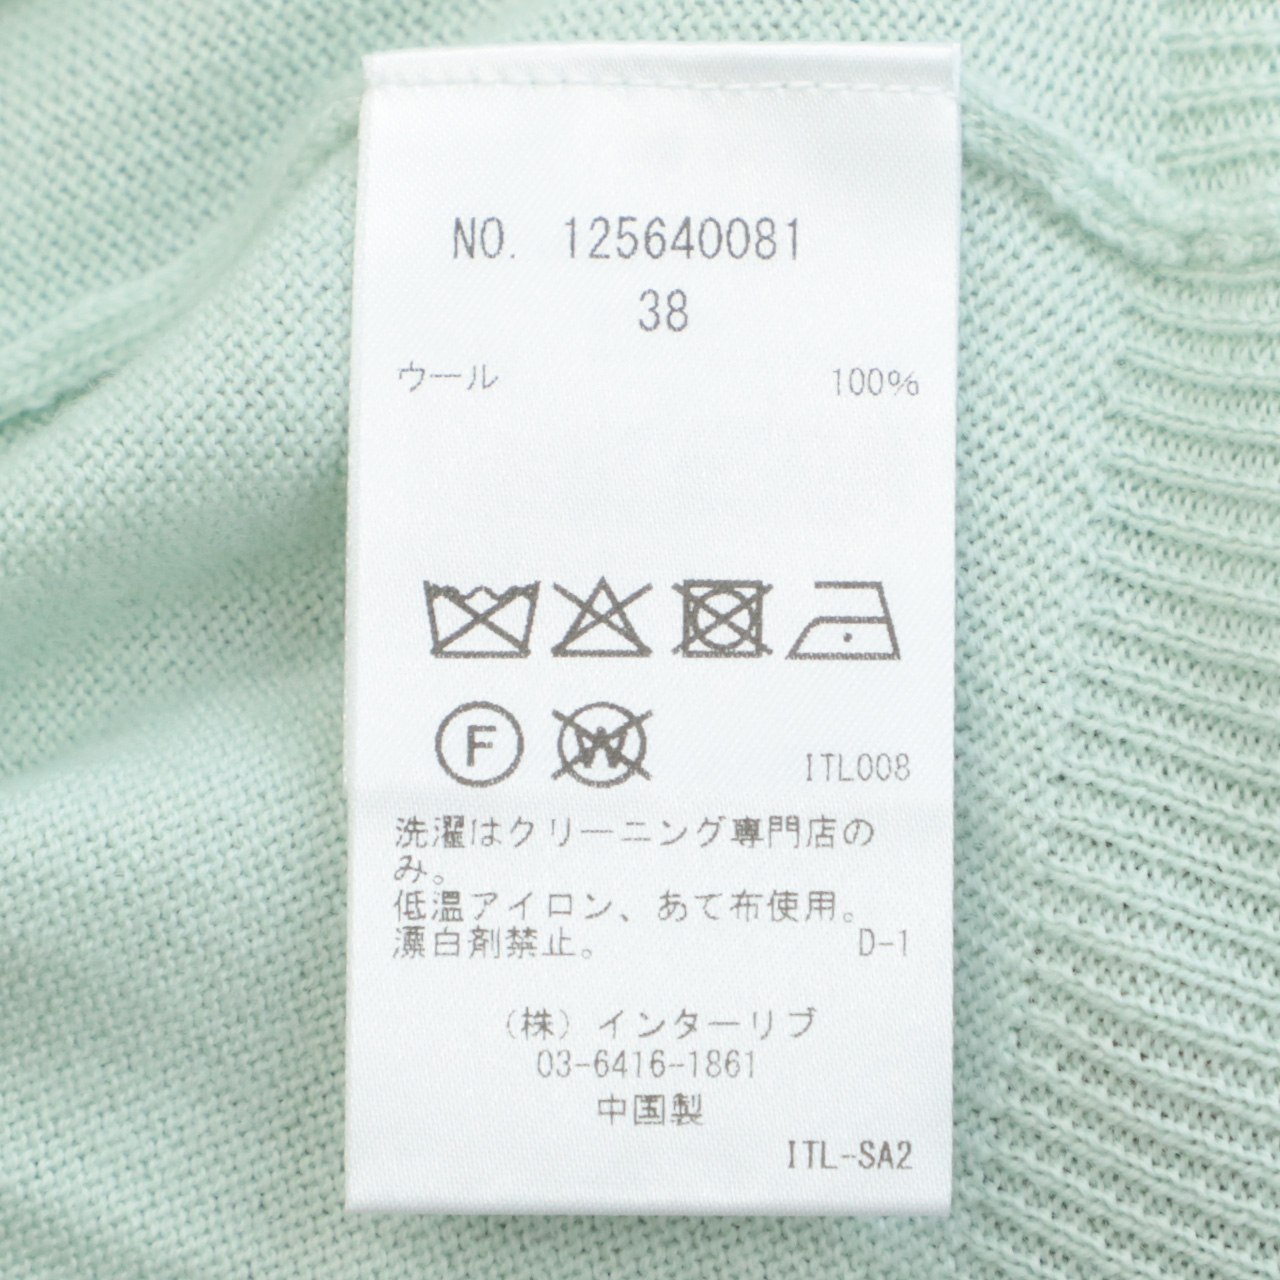 NO. 125640081
38
ウール 100%
F W ITL008
洗濯はクリーニング専門店の
み。
低温アイロン、あて布使用。
漂白剤禁止。 D-1
(株) インターリブ
03-6416-1861
中国製
ITL-SA2